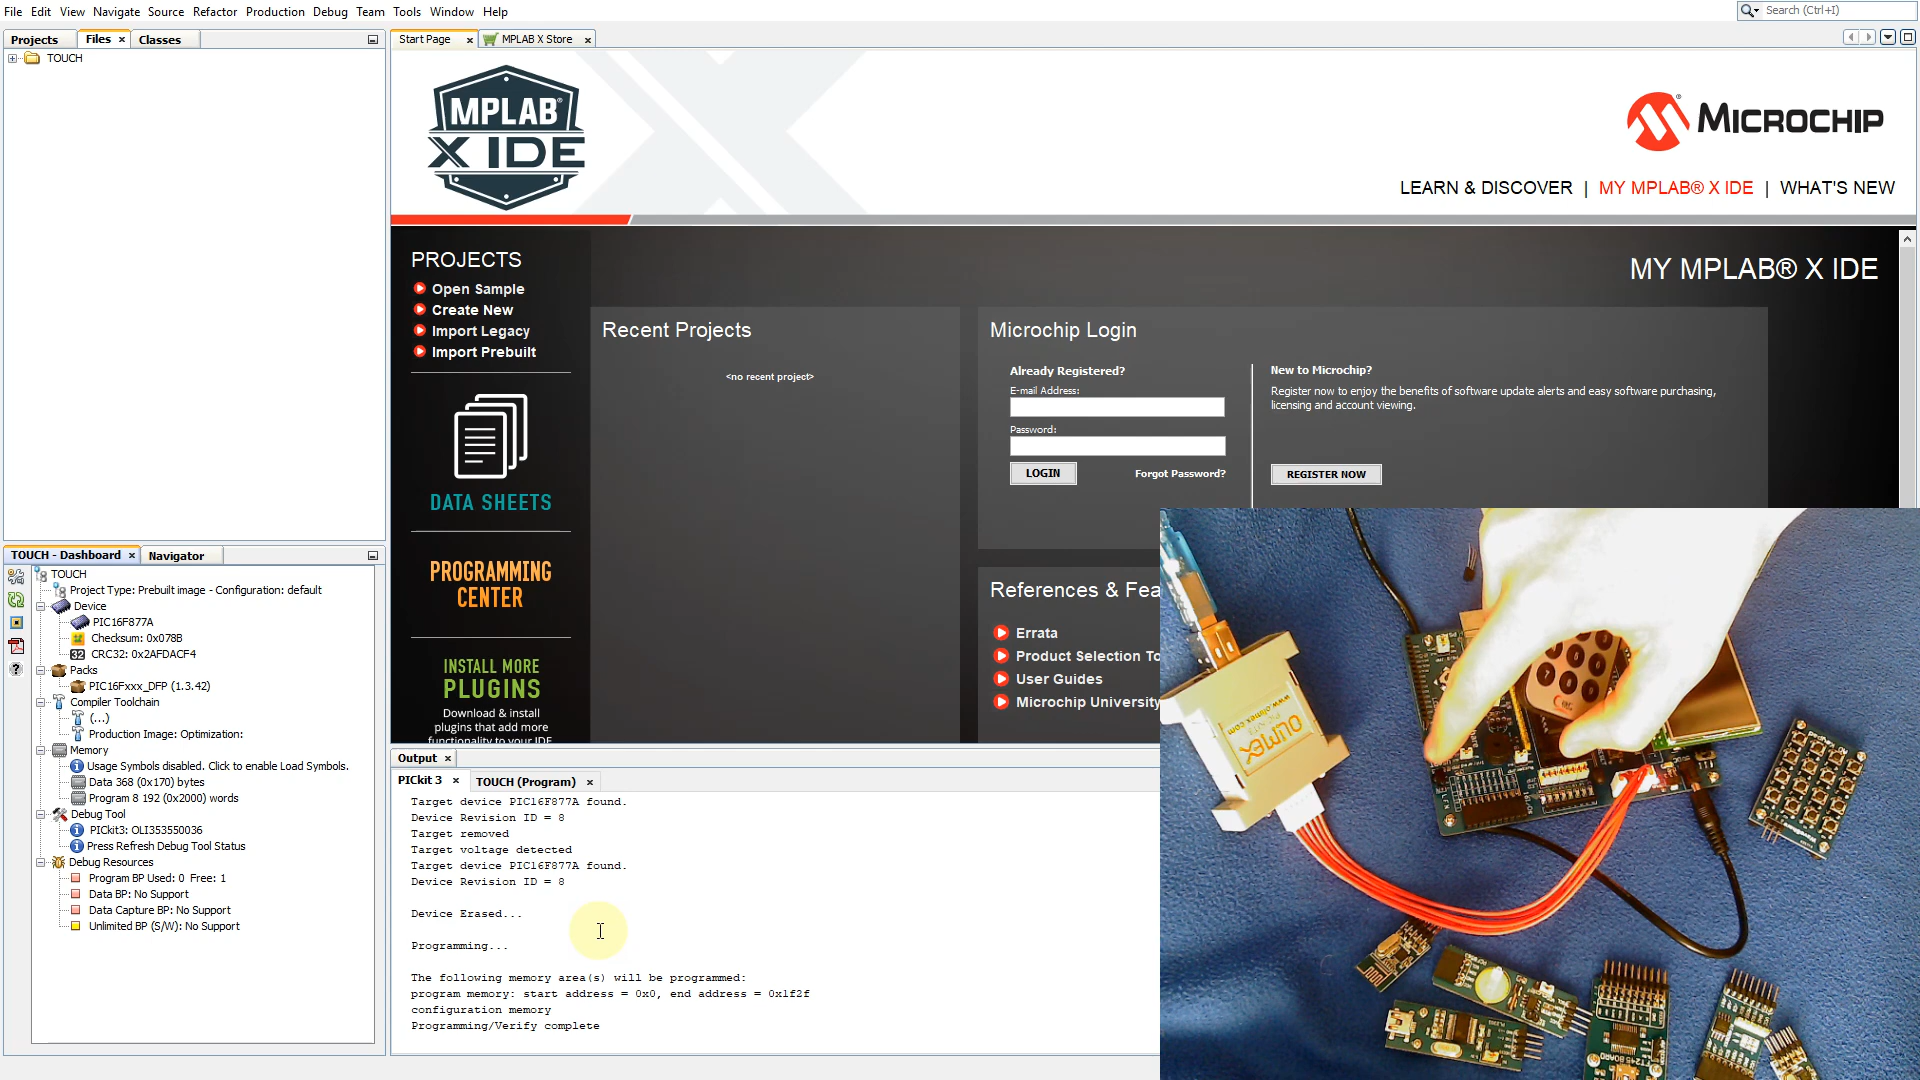 File Edit View Navigate Source Refactor Production Debug Team Tools Window Help
Search (Ctrl+I)
Projects Files Classes
TOUCH
Start Page
MPLAB X Store
MPLAB®
X IDE
MICROCHIP
LEARN & DISCOVER | MY MPLAB® X IDE | WHAT'S NEW
PROJECTS
Open Sample
Create New
Import Legacy
Import Prebuilt
DATA SHEETS
PROGRAMMING
CENTER
INSTALL MORE
PLUGINS
Download & install
plugins that add more
functionality to your IDE
MY MPLAB® X IDE
Recent Projects
<no recent project>
Microchip Login
Already Registered?
E-mail Address:
Password:
LOGIN
Forgot Password?
New to Microchip?
Register now to enjoy the benefits of software update alerts and easy software purchasing,
licensing and account viewing.
REGISTER NOW
References & Fea
Errata
Product Selection To
User Guides
Microchip University
TOUCH - Dashboard Navigator
TOUCH
Project Type: Prebuilt image - Configuration: default
Device
PIC16F877A
Checksum: 0x078B
CRC32: 0x2AFDACF4
Packs
PIC16Fxxx_DFP (1.3.42)
Compiler Toolchain
(...)
Production Image: Optimization:
Memory
Usage Symbols disabled. Click to enable Load Symbols.
Data 368 (0x170) bytes
Program 8 192 (0x2000) words
Debug Tool
PICkit3: OLI353550036
Press Refresh Debug Tool Status
Debug Resources
Program BP Used: 0 Free: 1
Data BP: No Support
Data Capture BP: No Support
Unlimited BP (S/W): No Support
Output
PICkit 3
TOUCH (Program)
Target device PIC16F877A found.
Device Revision ID = 8
Target removed
Target voltage detected
Target device PIC16F877A found.
Device Revision ID = 8
Device Erased...
Programming...
The following memory area(s) will be programmed:
program memory: start address = 0x0, end address = 0x1f2f
configuration memory
Programming/Verify complete
OLIMEX
www.olimex.com